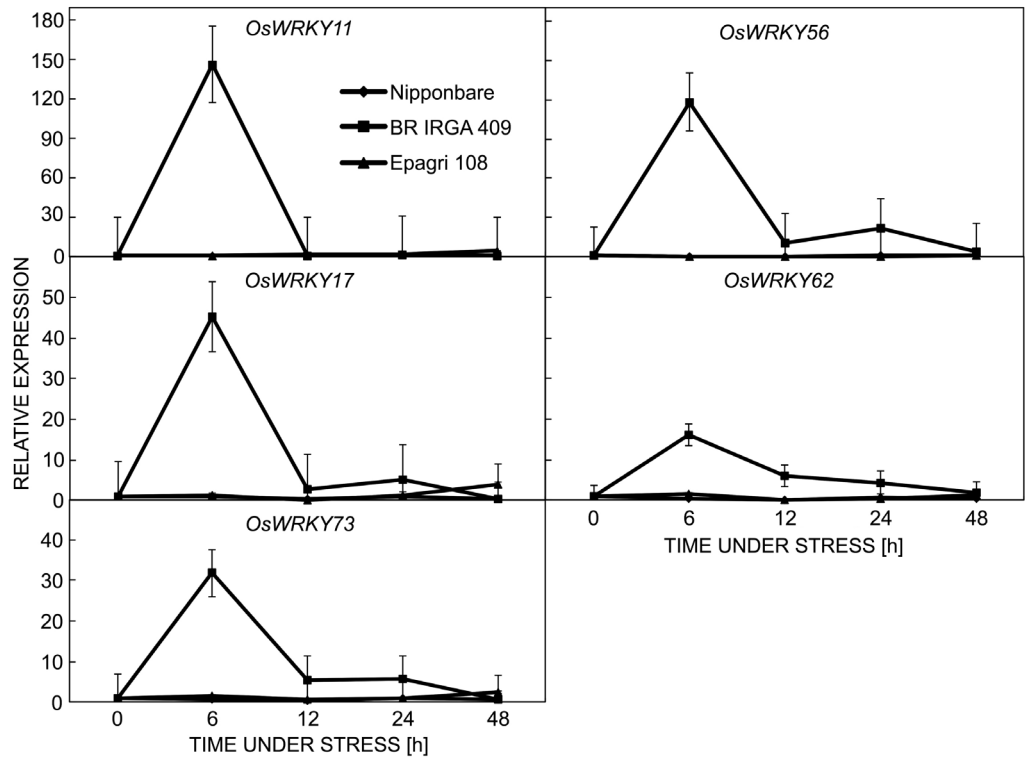 OsWRKY11
180
150
120
90
60
30
0
Nipponbare
BR IRGA 409
Epagri 108
OsWRKY56
RELATIVE EXPRESSION
OsWRKY17
50
40
30
20
10
0
OsWRKY62
0 6 12 24 48
TIME UNDER STRESS [h]
OsWRKY73
40
30
20
10
0
0 6 12 24 48
TIME UNDER STRESS [h]